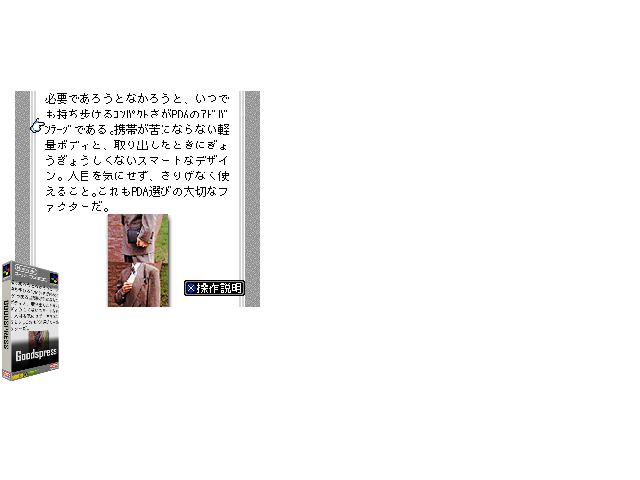 必要であろうとなかろうと、いつで
も持ち歩けるｺﾝﾊﾟｸﾄさがPDAのｱﾄﾞﾊﾞ
ﾝﾃｰｼﾞである。携帯が苦にならない軽
量ボディと、取り出したときにぎょ
うぎょうしくないスマートなデザイ
ン。人目を気にせず、さりげなく使
えること。これもPDA選びの大切なフ
ァクターだ。
操作説明
GOODSPRESS
Goodspress